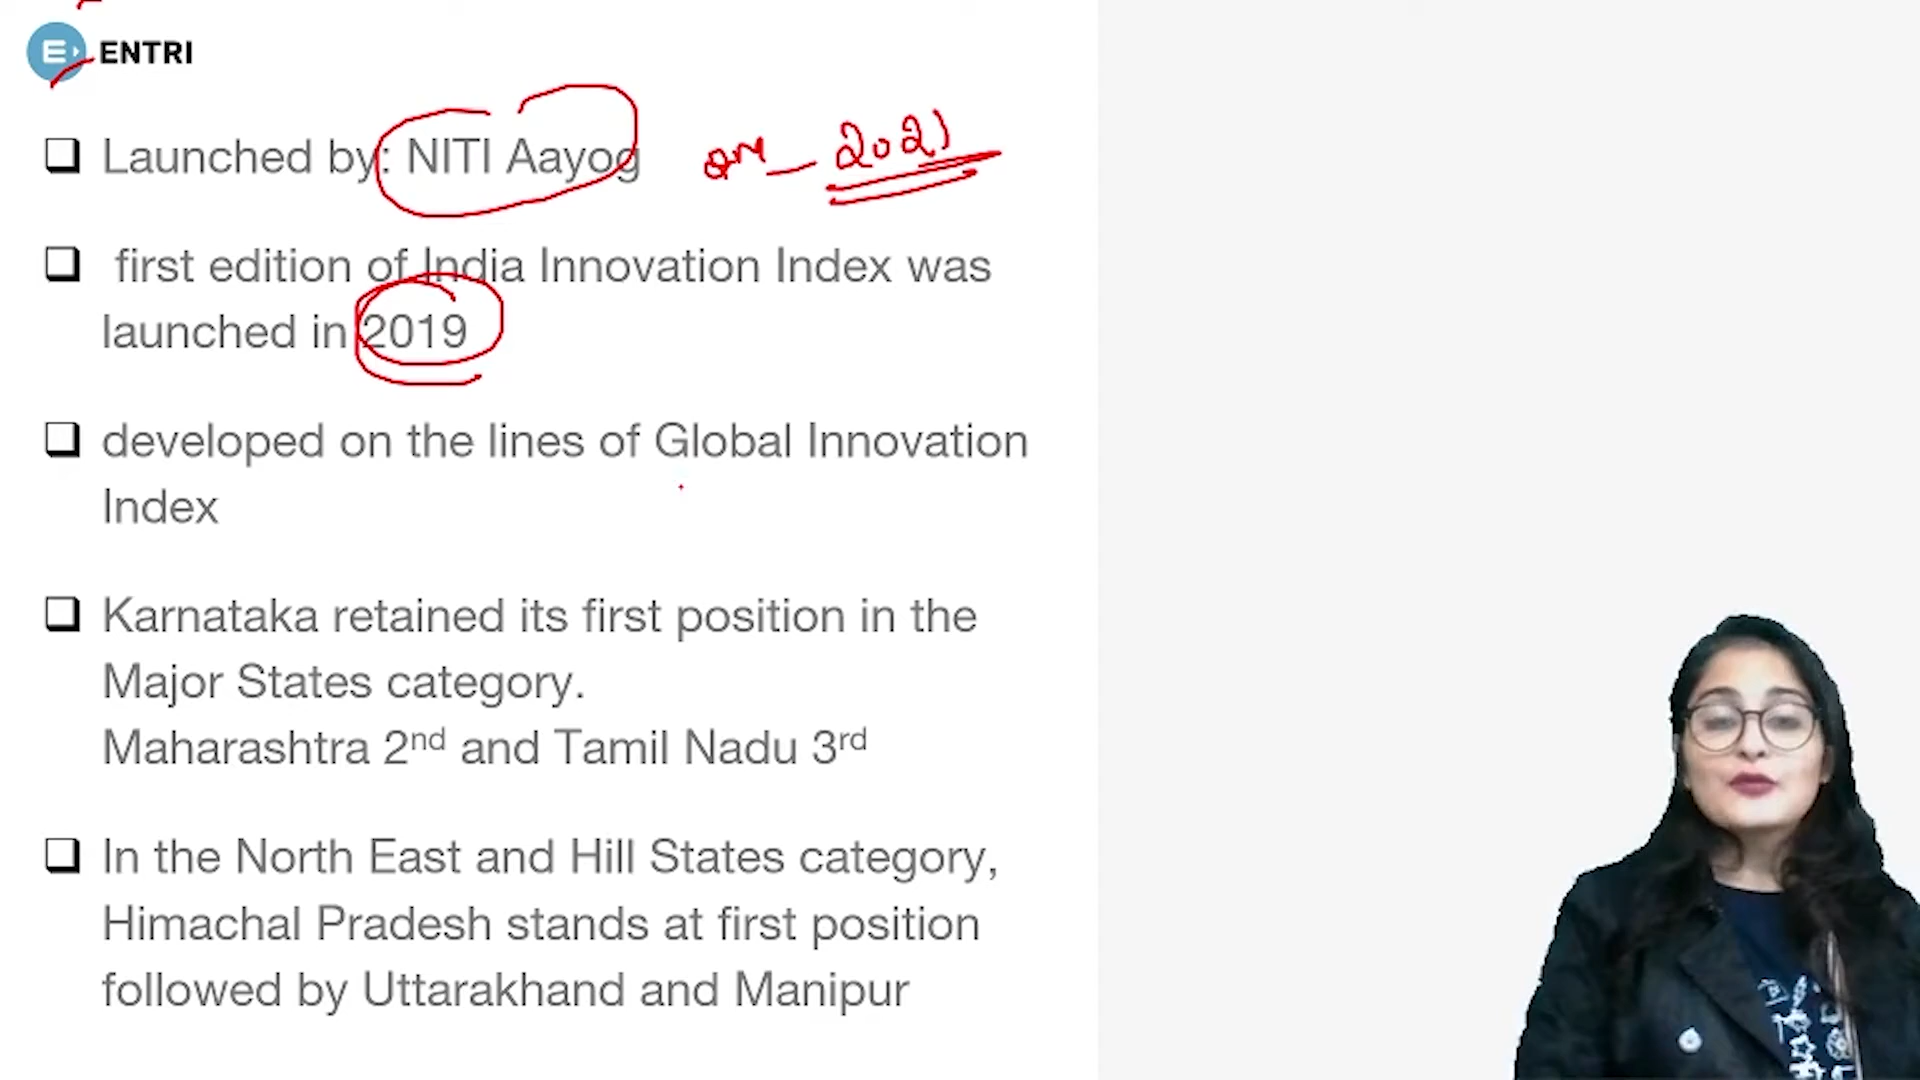 ENTRI
Launched by: NITI Aayog
2021
first edition of India Innovation Index was
launched in 2019
developed on the lines of Global Innovation
Index
Karnataka retained its first position in the
Major States category.
Maharashtra 2nd and Tamil Nadu 3rd
In the North East and Hill States category,
Himachal Pradesh stands at first position
followed by Uttarakhand and Manipur